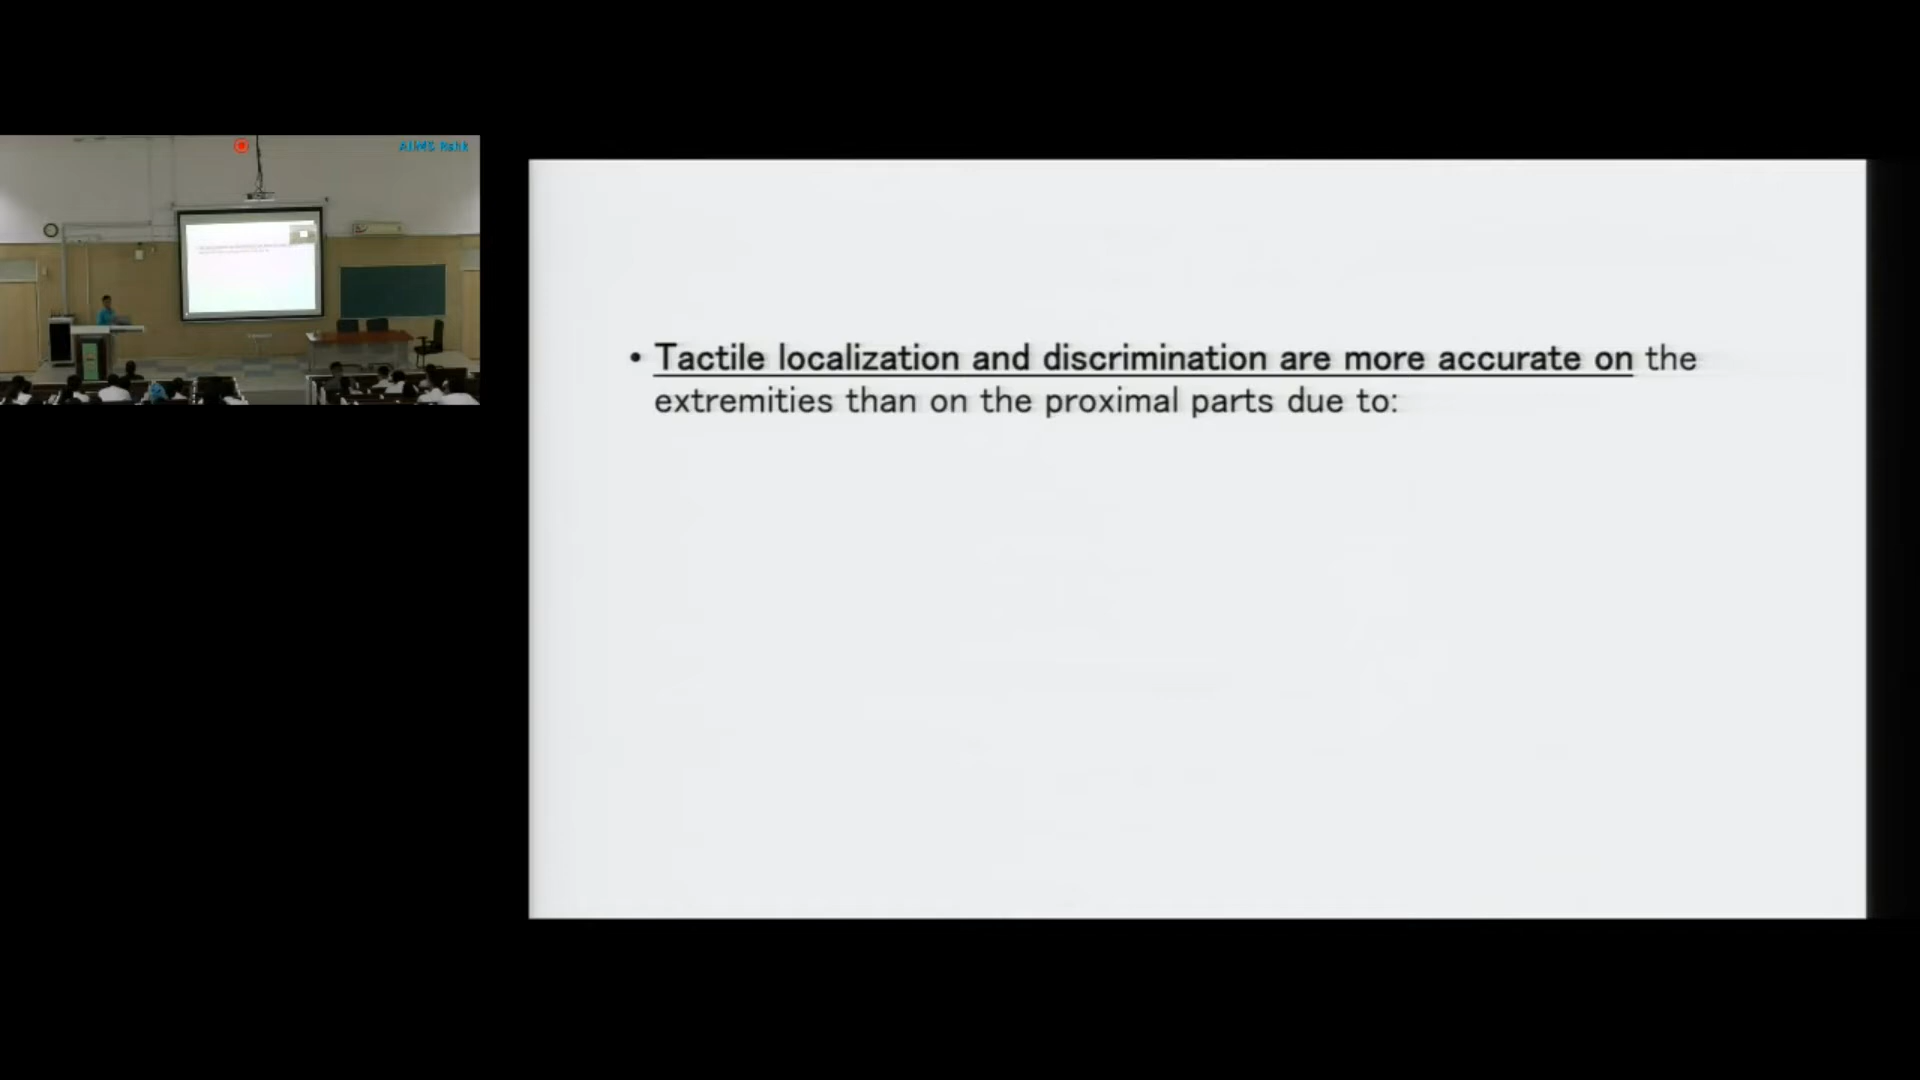 • Tactile localization and discrimination are more accurate on the
extremities than on the proximal parts due to: